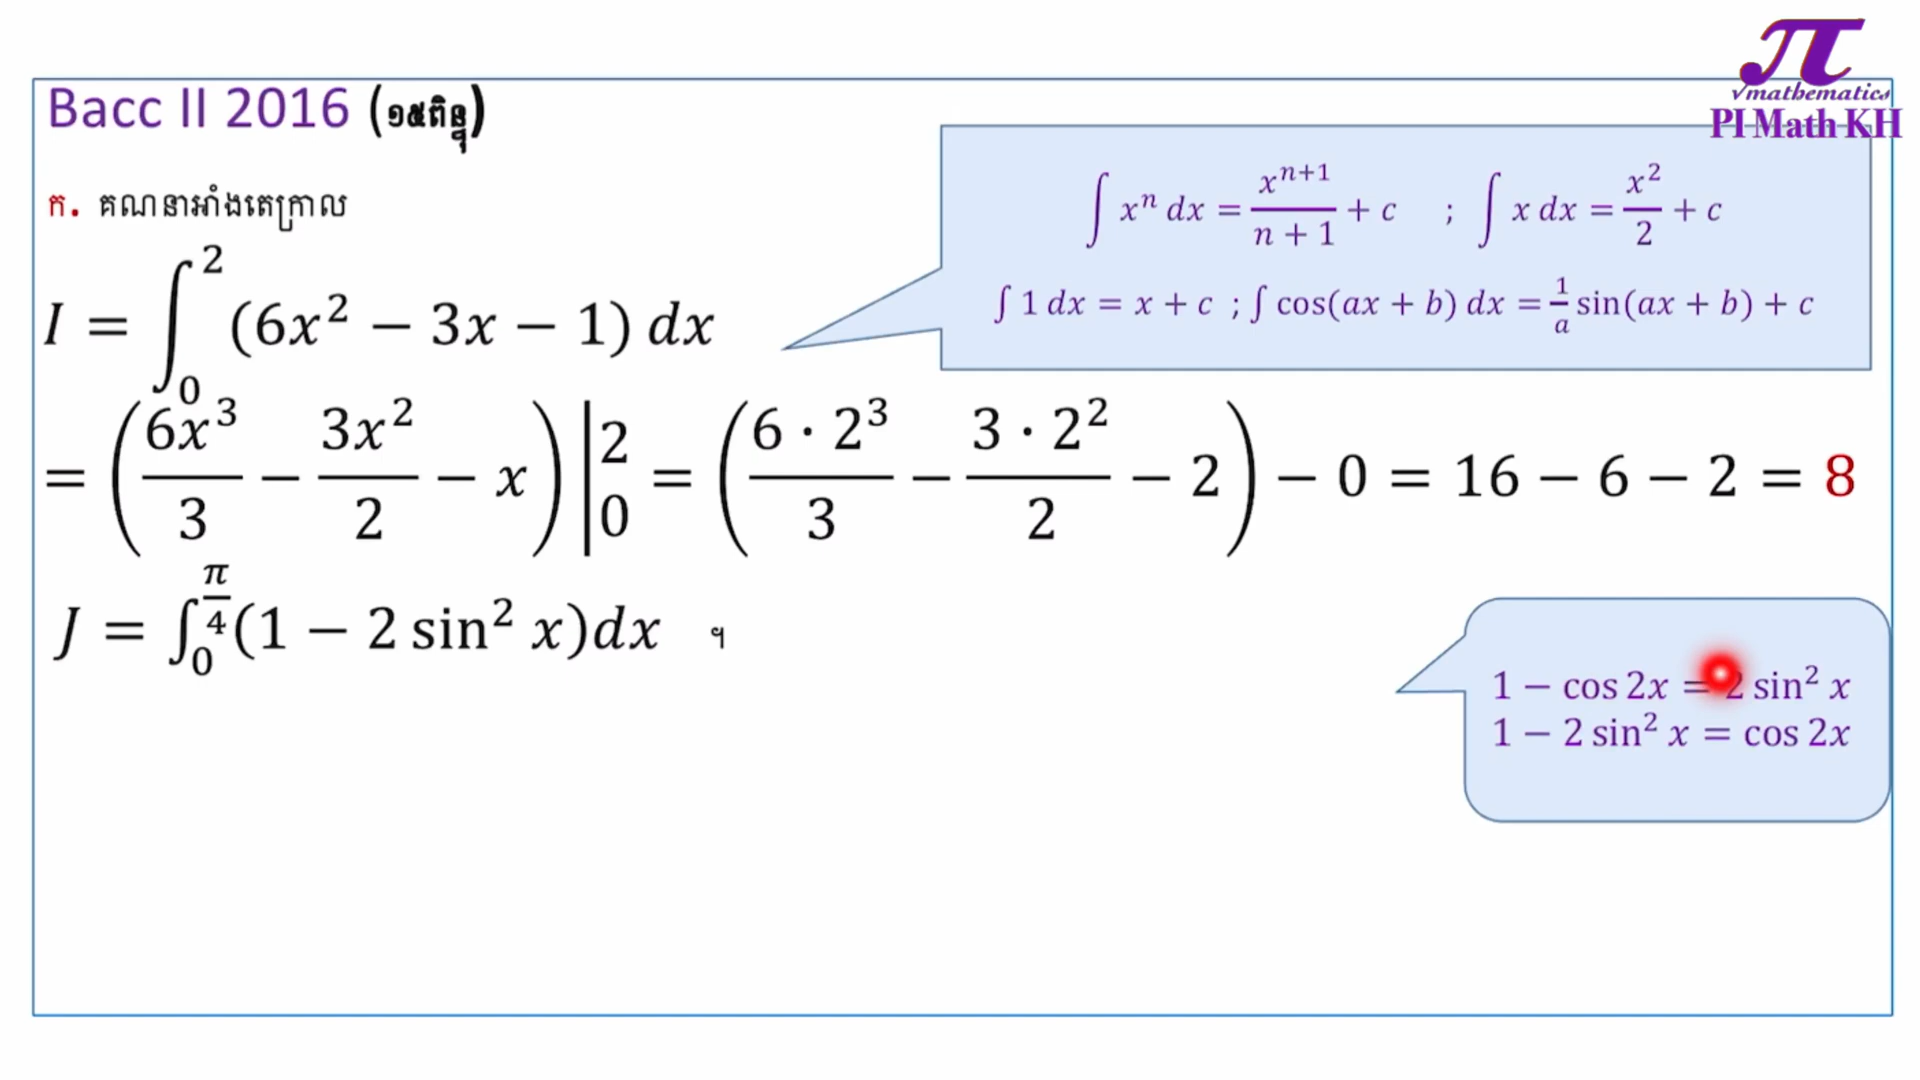 √mathematics
PI Math KH
Bacc II 2016 (១៥ពិន្ទុ)
ក. គណនាអាំងតេក្រាល
∫ xⁿ dx = xⁿ⁺¹/(n + 1) + c ; ∫ x dx = x²/2 + c
∫ 1 dx = x + c ; ∫ cos(ax + b) dx = 1/a sin(ax + b) + c
I = ∫₀² (6x² − 3x − 1) dx
= (6x³/3 − 3x²/2 − x)|₀² = (6 · 2³/3 − 3 · 2²/2 − 2) − 0 = 16 − 6 − 2 = 8
J = ∫₀^(π/4) (1 − 2 sin² x)dx ។
1 − cos 2x = 2 sin² x
1 − 2 sin² x = cos 2x